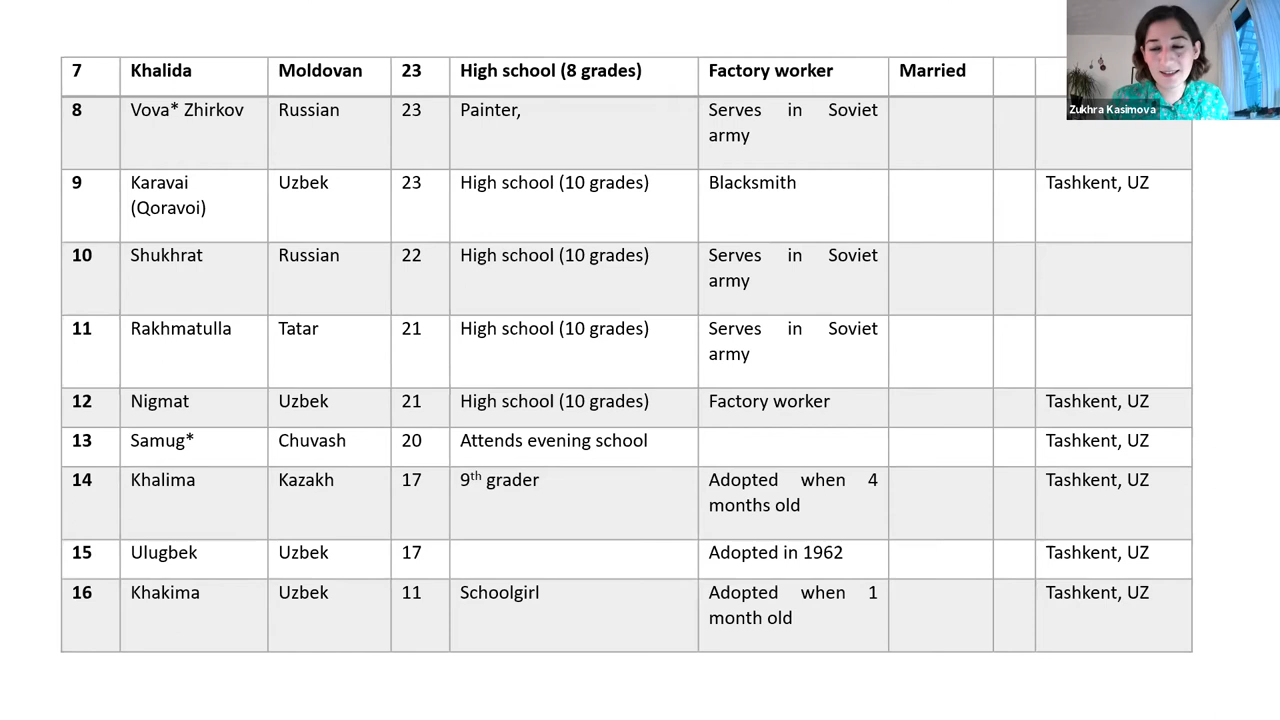 7 Khalida Moldovan 23 High school (8 grades) Factory worker Married
8 Vova* Zhirkov Russian 23 Painter, Serves in Soviet
army
9 Karavai Uzbek 23 High school (10 grades) Blacksmith Tashkent, UZ
(Qoravoi)
10 Shukhrat Russian 22 High school (10 grades) Serves in Soviet
army
11 Rakhmatulla Tatar 21 High school (10 grades) Serves in Soviet
army
12 Nigmat Uzbek 21 High school (10 grades) Factory worker Tashkent, UZ
13 Samug* Chuvash 20 Attends evening school Tashkent, UZ
14 Khalima Kazakh 17 9th grader Adopted when 4 Tashkent, UZ
months old
15 Ulugbek Uzbek 17 Adopted in 1962 Tashkent, UZ
16 Khakima Uzbek 11 Schoolgirl Adopted when 1 Tashkent, UZ
month old
Zukhra Kasimova